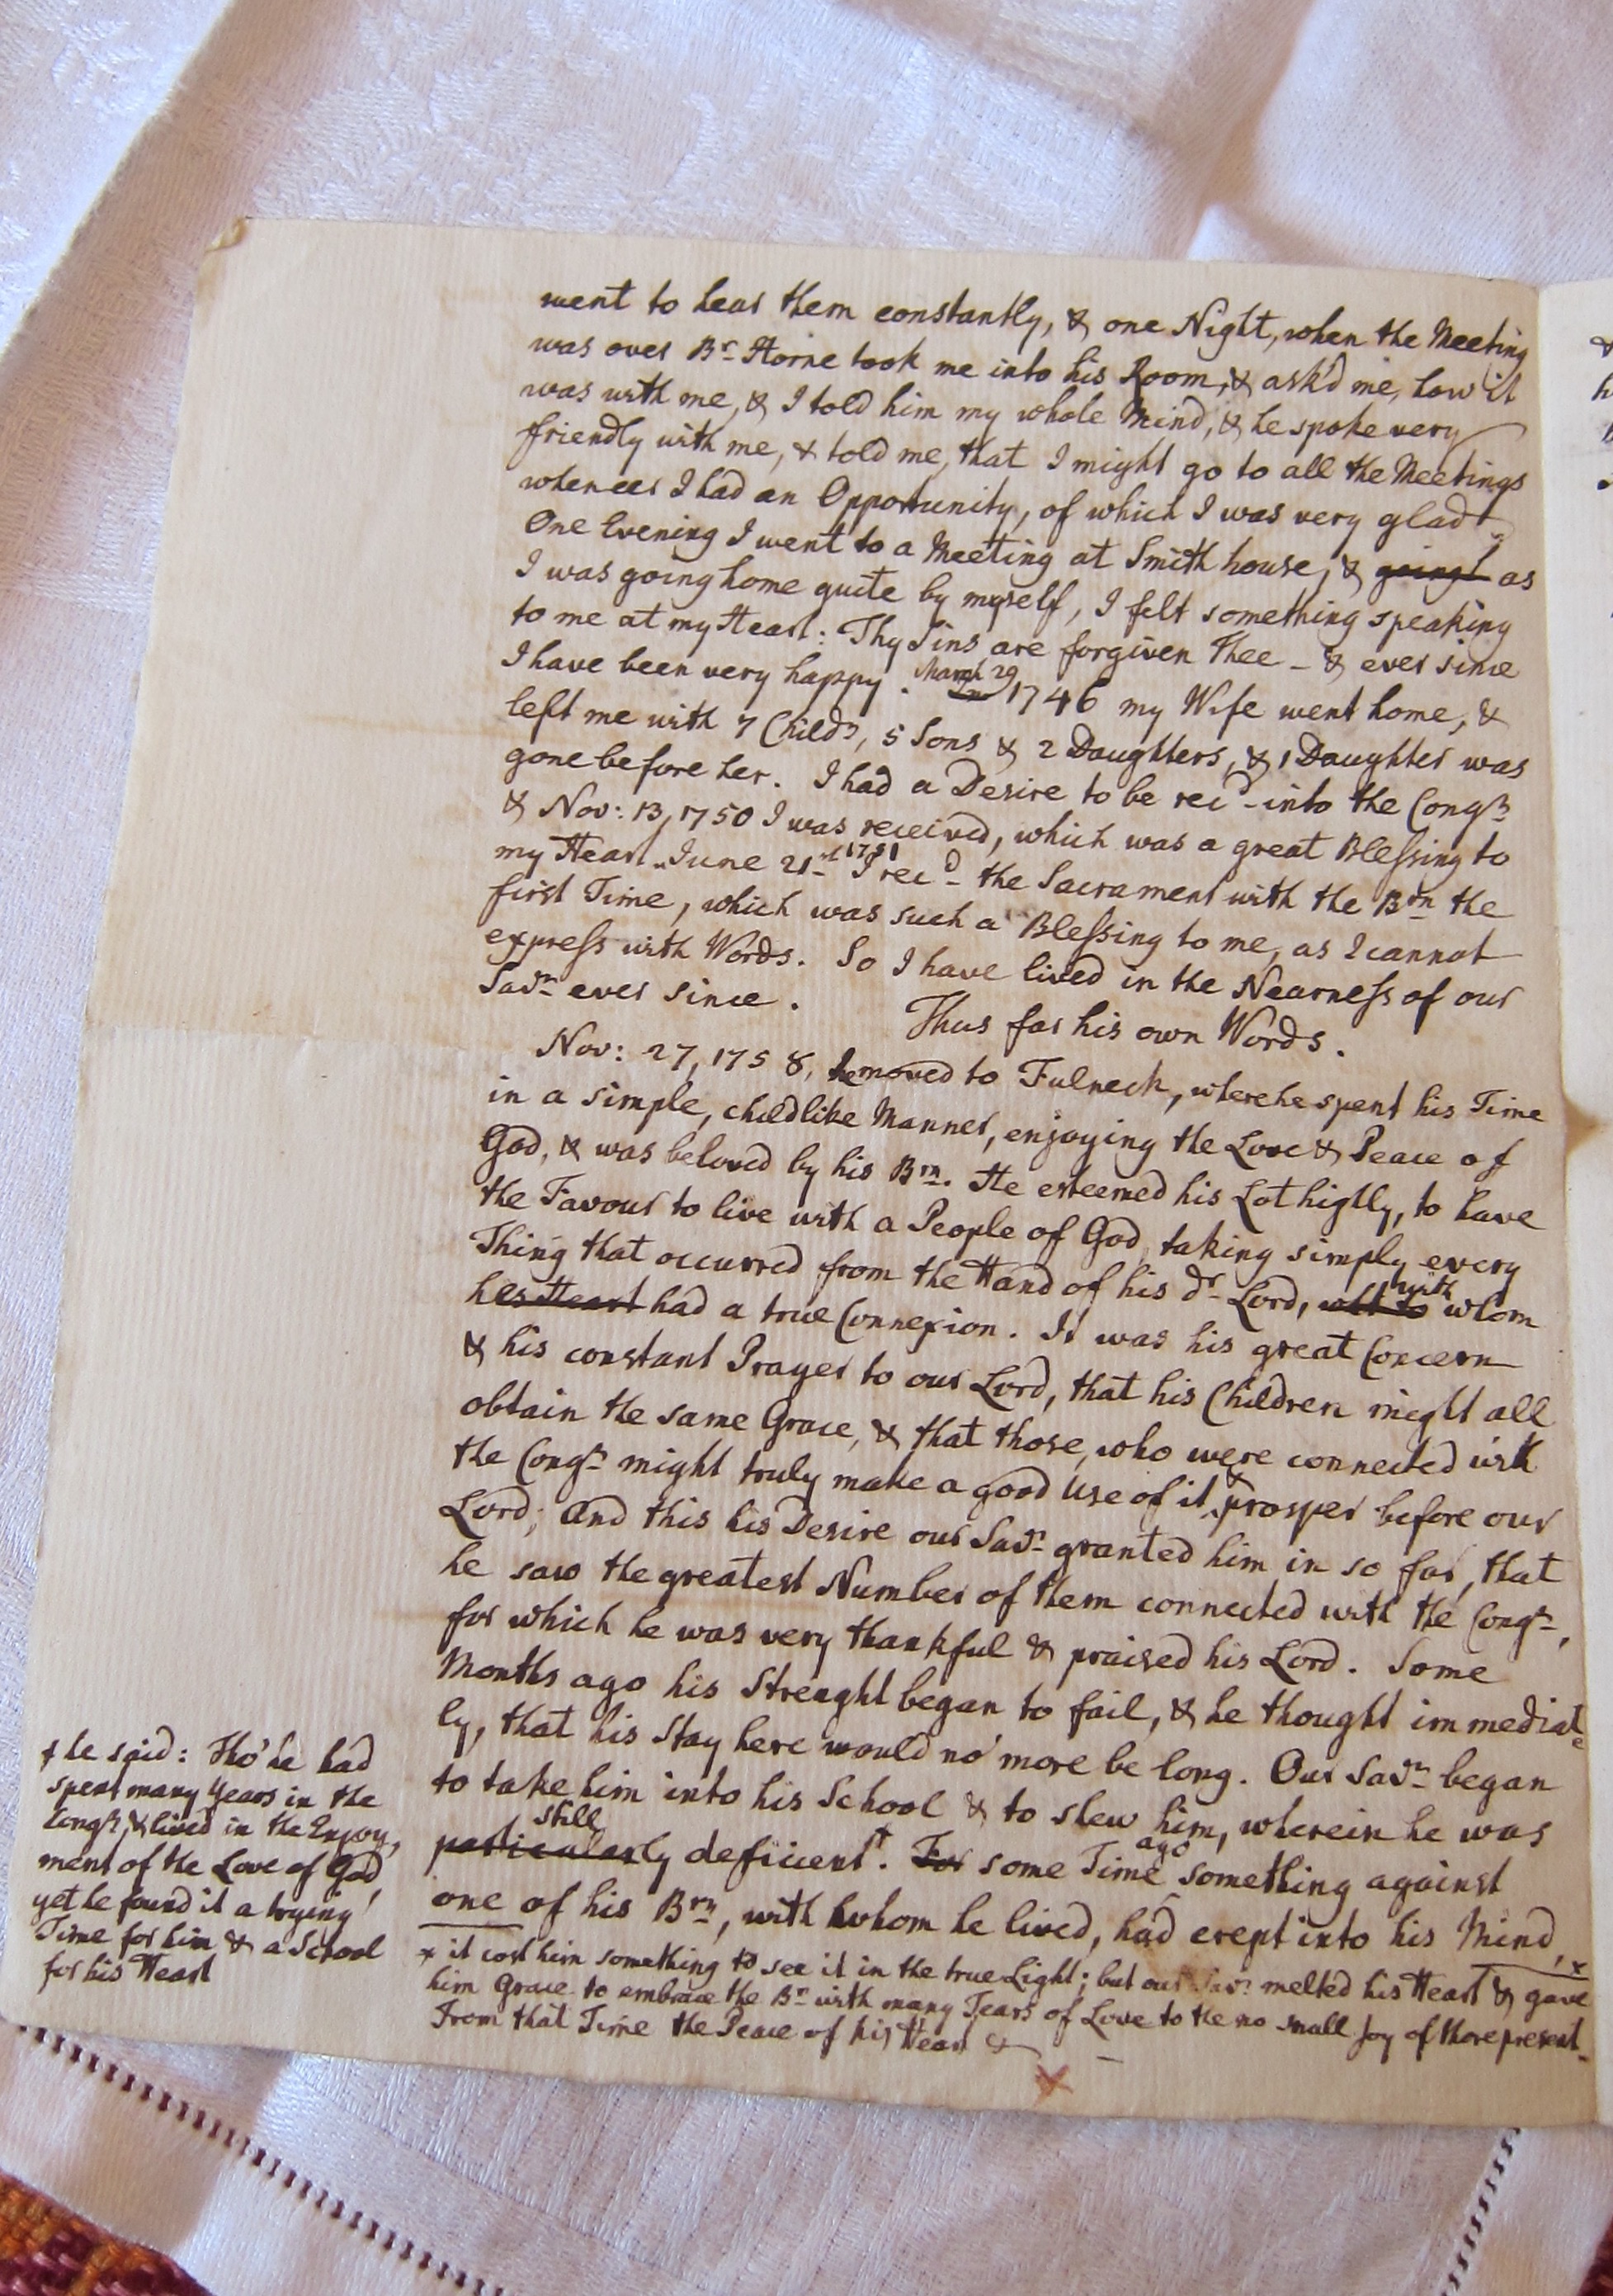 went to hear them constantly, & one Night, when the Meeting
was over Br. Horne took me into his Room, & ask'd me, how it
was with me, & I told him my whole Mind, & he spoke very
friendly with me, & told me, that I might go to all the Meetings
whenever I had an Opportunity, of which I was very glad.
One Evening I went to a Meeting at Smith house, & going as
I was going home quite by myself, I felt something speaking
to me at my Heart: Thy Sins are forgiven Thee – & ever since
I have been very happy. March 29 1746 my Wife went home, &
left me with 7 Childn, 5 Sons & 2 Daughters, & 1 Daughter was
gone before her. I had a Desire to be recd into the Congn
& Nov: 13, 1750 I was received, which was a great Blessing to
my Heart. June 21st 1751 I recd the Sacrament with the Brn the
first Time, which was such a Blessing to me, as I cannot
express with Words. So I have lived in the Nearness of our
Savr ever since. Thus far his own Words.
Nov: 27, 1758, he moved to Fulneck, where he spent his Time
in a simple, childlike Manner, enjoying the Love & Peace of
God, & was beloved by his Brn. He esteemed his Lot highly, to have
the Favour to live with a People of God, taking simply every
Thing that occurred from the Hand of his dr Lord, with whom
hes Heart had a true Connexion. It was his great Concern
& his constant Prayer to our Lord, that his Children might all
obtain the same Grace, & that those, who were connected with
the Congn might truly make a good Use of it & prosper before our
Lord; And this his Desire our Savr granted him in so far, that
he saw the greatest Number of them connected with the Congn,
for which he was very thankful & praised his Lord. Some
Months ago his Strenght began to fail, & he thought immediate
ly, that his Stay here would no more be long. Our Savr began
to take him into his School & to shew him, wherein he was
still
particularly deficient. + For some Time ago something against
one of his Brn, with whom he lived, had crept into his Mind, x
x it cost him something to see it in the true Light; but our Savr melted his Heart & gave
him Grace to embrace the Br with many Tears of Love to the no small Joy of those present.
From that Time the Peace of his Heart & –
+ he said: Tho' he had
spent many Years in the
Congn, & lived in the Enjoy,
ment of the Love of God,
yet he found it a trying
Time for him & a School
for his Heart
x